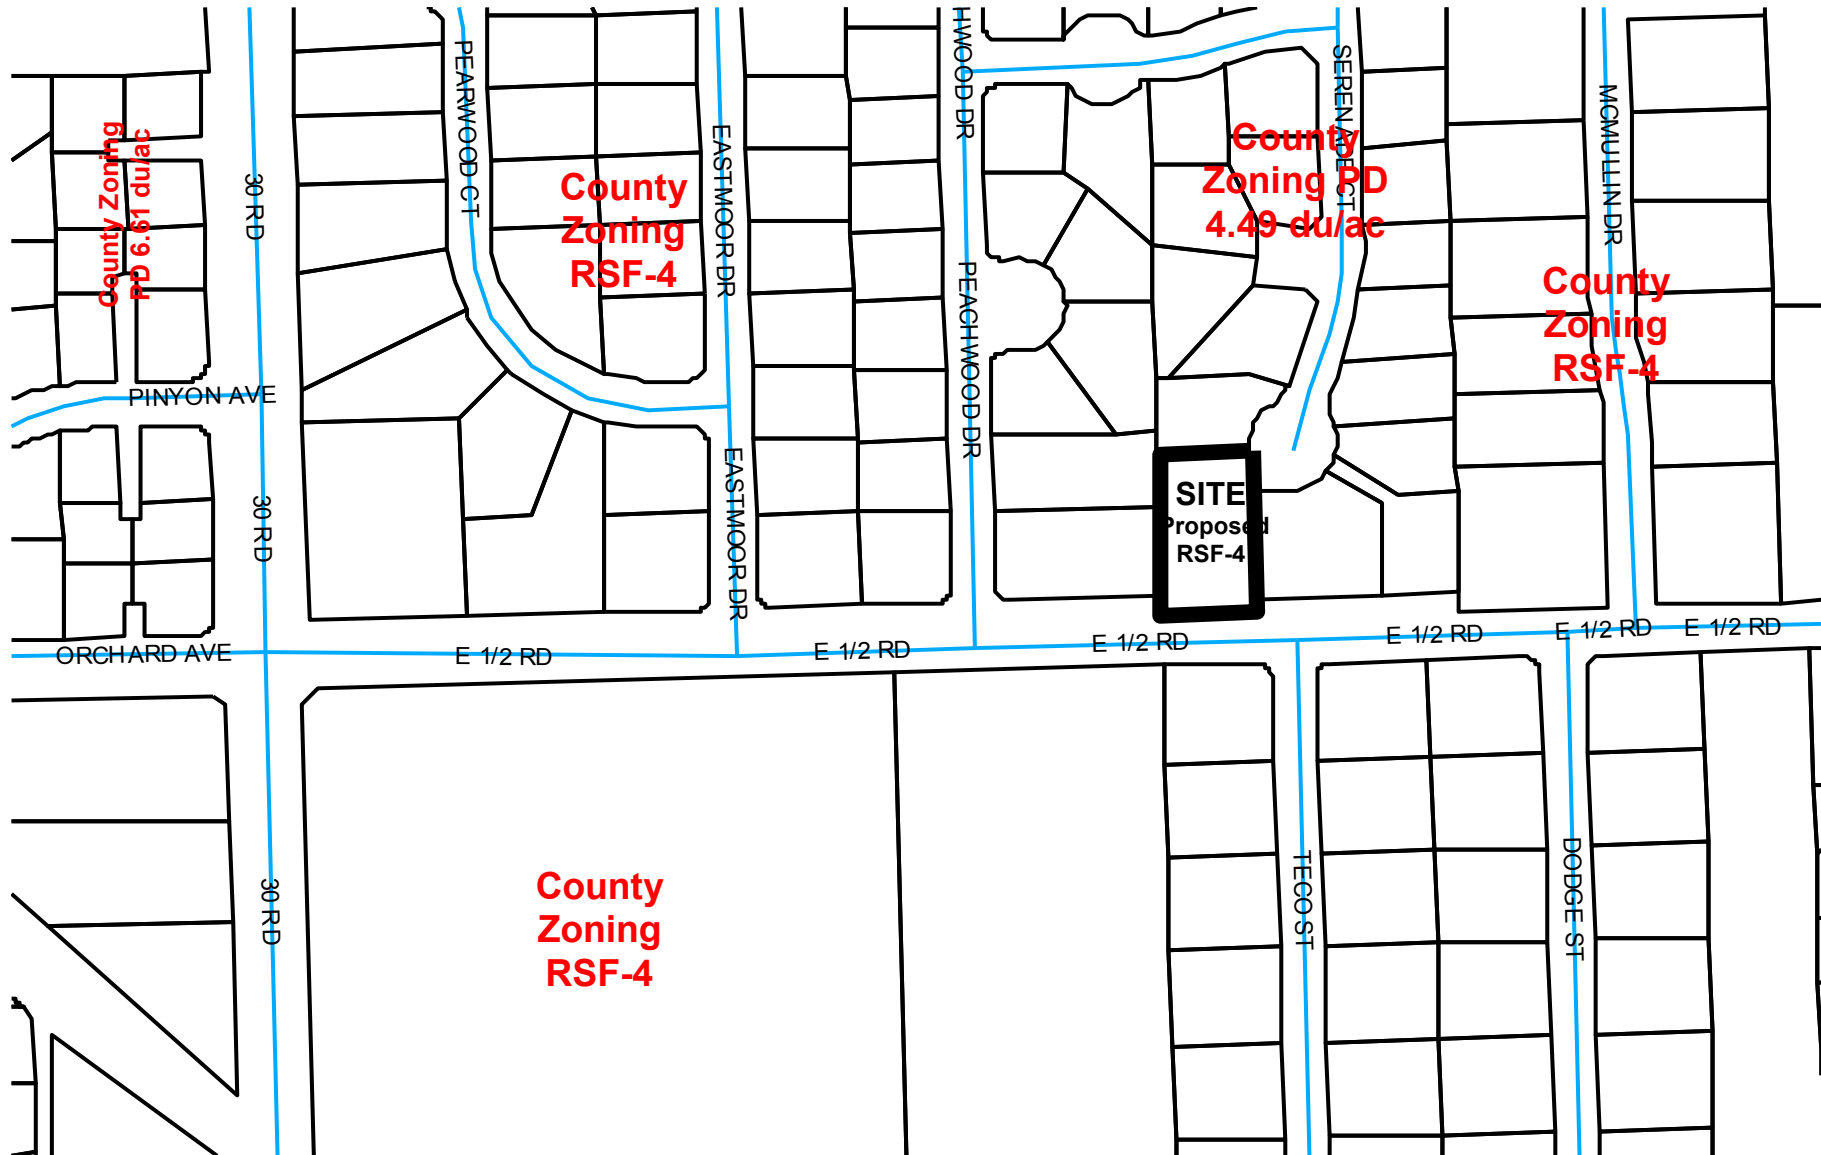 HWOOD DR
PEARWOOD CT
SERENADE CT
MCMULLIN DR
EASTMOOR DR
30 RD
County Zoning
PD 6.61 du/ac
County
Zoning
RSF-4
County
Zoning PD
4.49 du/ac
County
Zoning
RSF-4
PEACHWOOD DR
PINYON AVE
EASTMOOR DR
30 RD
SITE
Proposed
RSF-4
ORCHARD AVE
E 1/2 RD
E 1/2 RD
E 1/2 RD
E 1/2 RD
E 1/2 RD
E 1/2 RD
County
Zoning
RSF-4
30 RD
TECO ST
DODGE ST